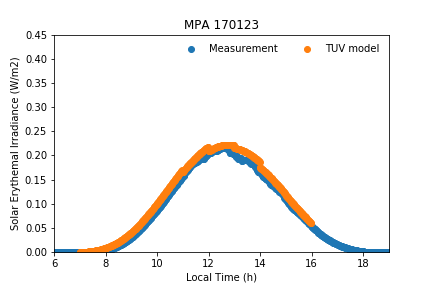 MPA 170123
Measurement
TUV model
Solar Erythemal Irradiance (W/m2)
0.45
0.40
0.35
0.30
0.25
0.20
0.15
0.10
0.05
0.00
6 8 10 12 14 16 18
Local Time (h)